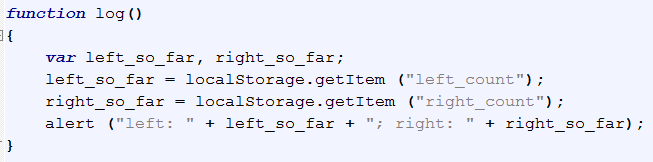 function log()
{
    var left_so_far, right_so_far;
    left_so_far = localStorage.getItem ("left_count");
    right_so_far = localStorage.getItem ("right_count");
    alert ("left: " + left_so_far + "; right: " + right_so_far);
}